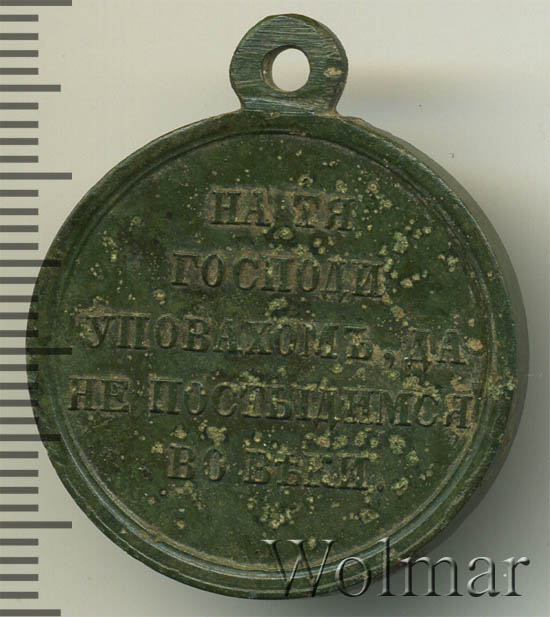 НА ТЯ
ГОСПОДИ
УПОВАХОМЪ, ДА
НЕ ПОСТЫДИМСЯ
ВО ВѢКИ.
Wolmar